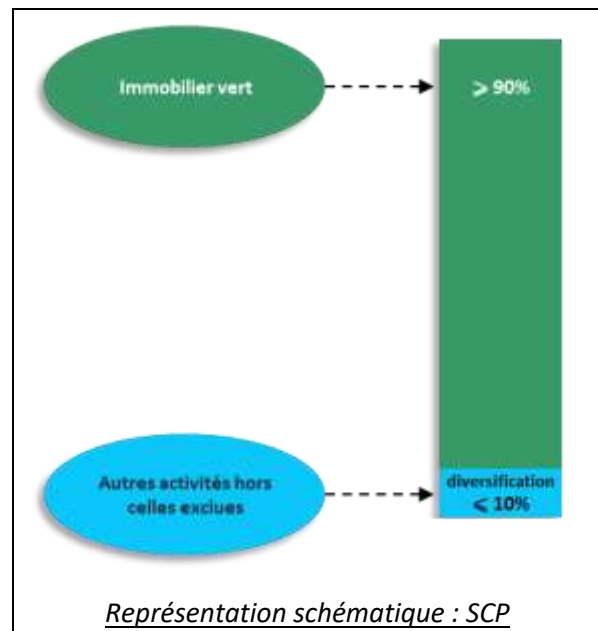 Immobilier vert
⩾ 90%
Autres activités hors
celles exclues
diversification
⩽ 10%
Représentation schématique : SCP